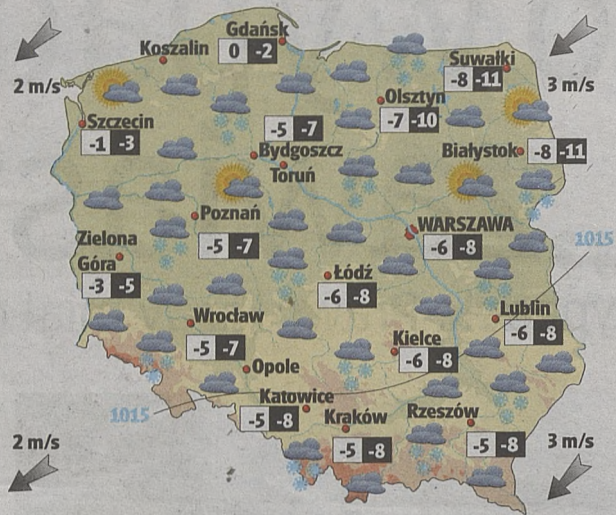 Gdańsk
0 -2
Koszalin
Suwałki
-8 -11
2 m/s
3 m/s
Olsztyn
-7 -10
Szczecin
-1 -3
-5 -7
Bydgoszcz
Toruń
Białystok
-8 -11
Poznań
-5 -7
WARSZAWA
-6 -8
1015
Zielona
Góra
-3 -5
Łódź
-6 -8
Wrocław
-5 -7
Lublin
-6 -8
Kielce
-6 -8
Opole
1015
Katowice
-5 -8
Kraków
-5 -8
Rzeszów
-5 -8
2 m/s
3 m/s